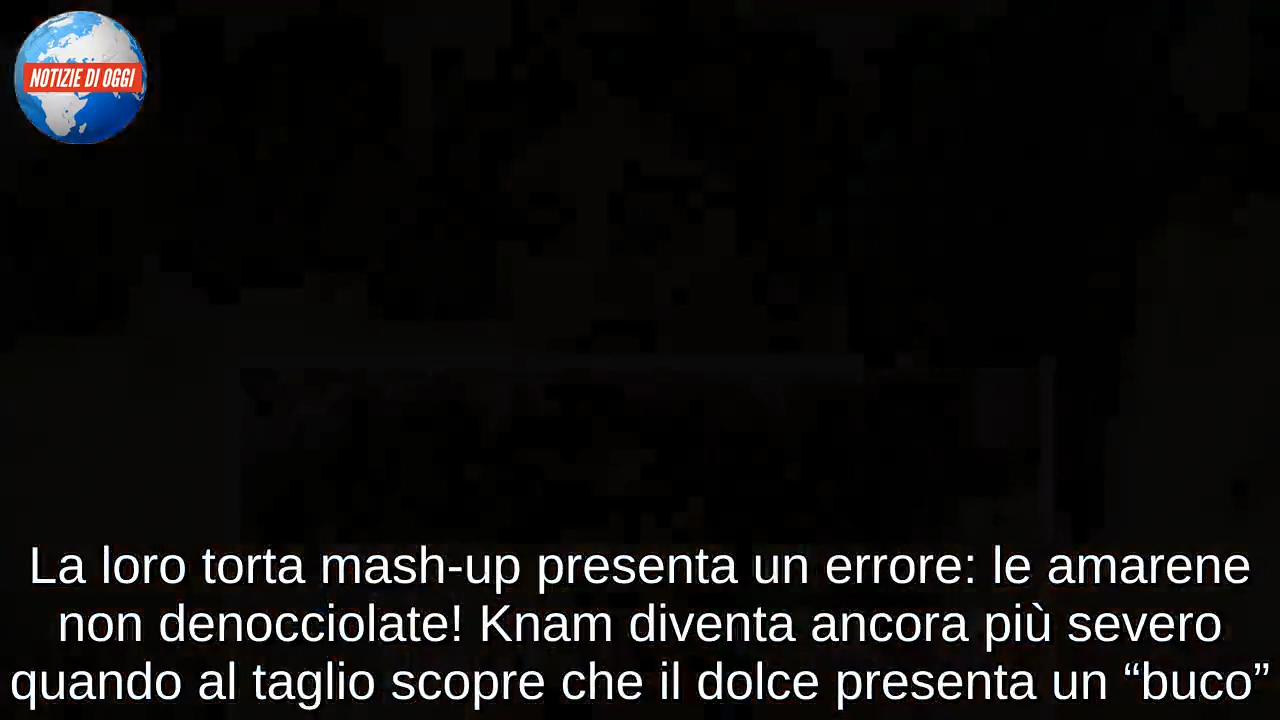 NOTIZIE DI OGGI
La loro torta mash-up presenta un errore: le amarene
non denocciolate! Knam diventa ancora più severo
quando al taglio scopre che il dolce presenta un “buco”